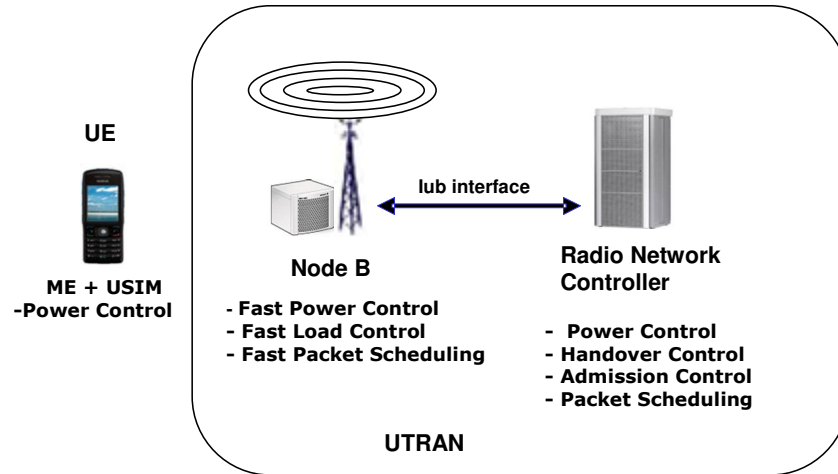 UE
ME + USIM
-Power Control
Iub interface
Node B
- Fast Power Control
- Fast Load Control
- Fast Packet Scheduling
Radio Network
Controller
- Power Control
- Handover Control
- Admission Control
- Packet Scheduling
UTRAN